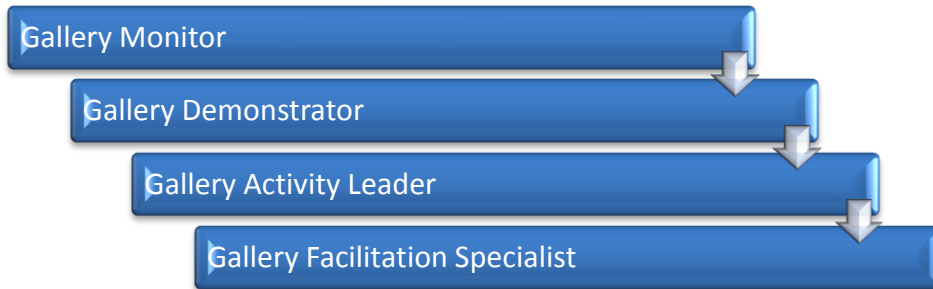 Gallery Monitor
Gallery Demonstrator
Gallery Activity Leader
Gallery Facilitation Specialist